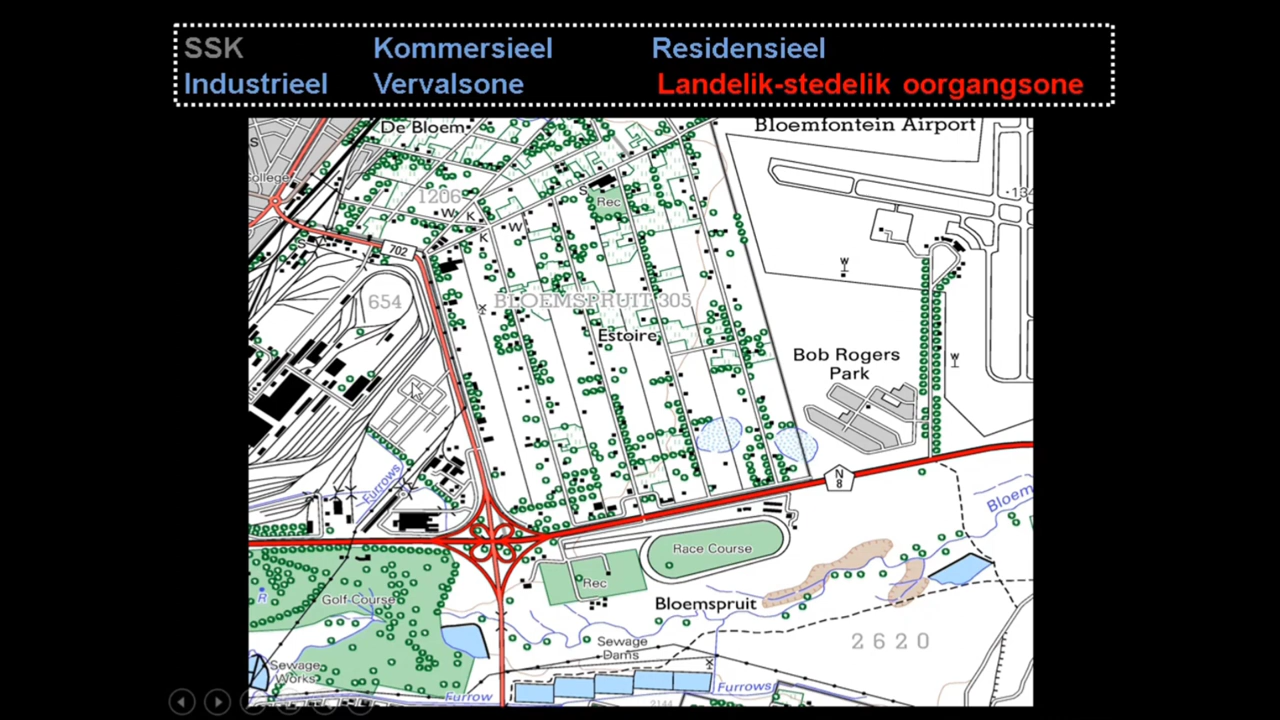 SSK Kommersieel Residensieel
Industrieel Vervalsone Landelik-stedelik oorgangsone
De Bloem
Bloemfontein Airport
S
College
1206
S
Rec
W
K
W
K
S
702
W
654
BLOEMSPRUIT 305
Estoire
Bob Rogers
Park
W
Furrows
N
8
Bloem
Race Course
Rec
R
Golf Course
Bloemspruit
2620
Sewage
Dams
Sewage
Works
Furrow
Furrows
2144